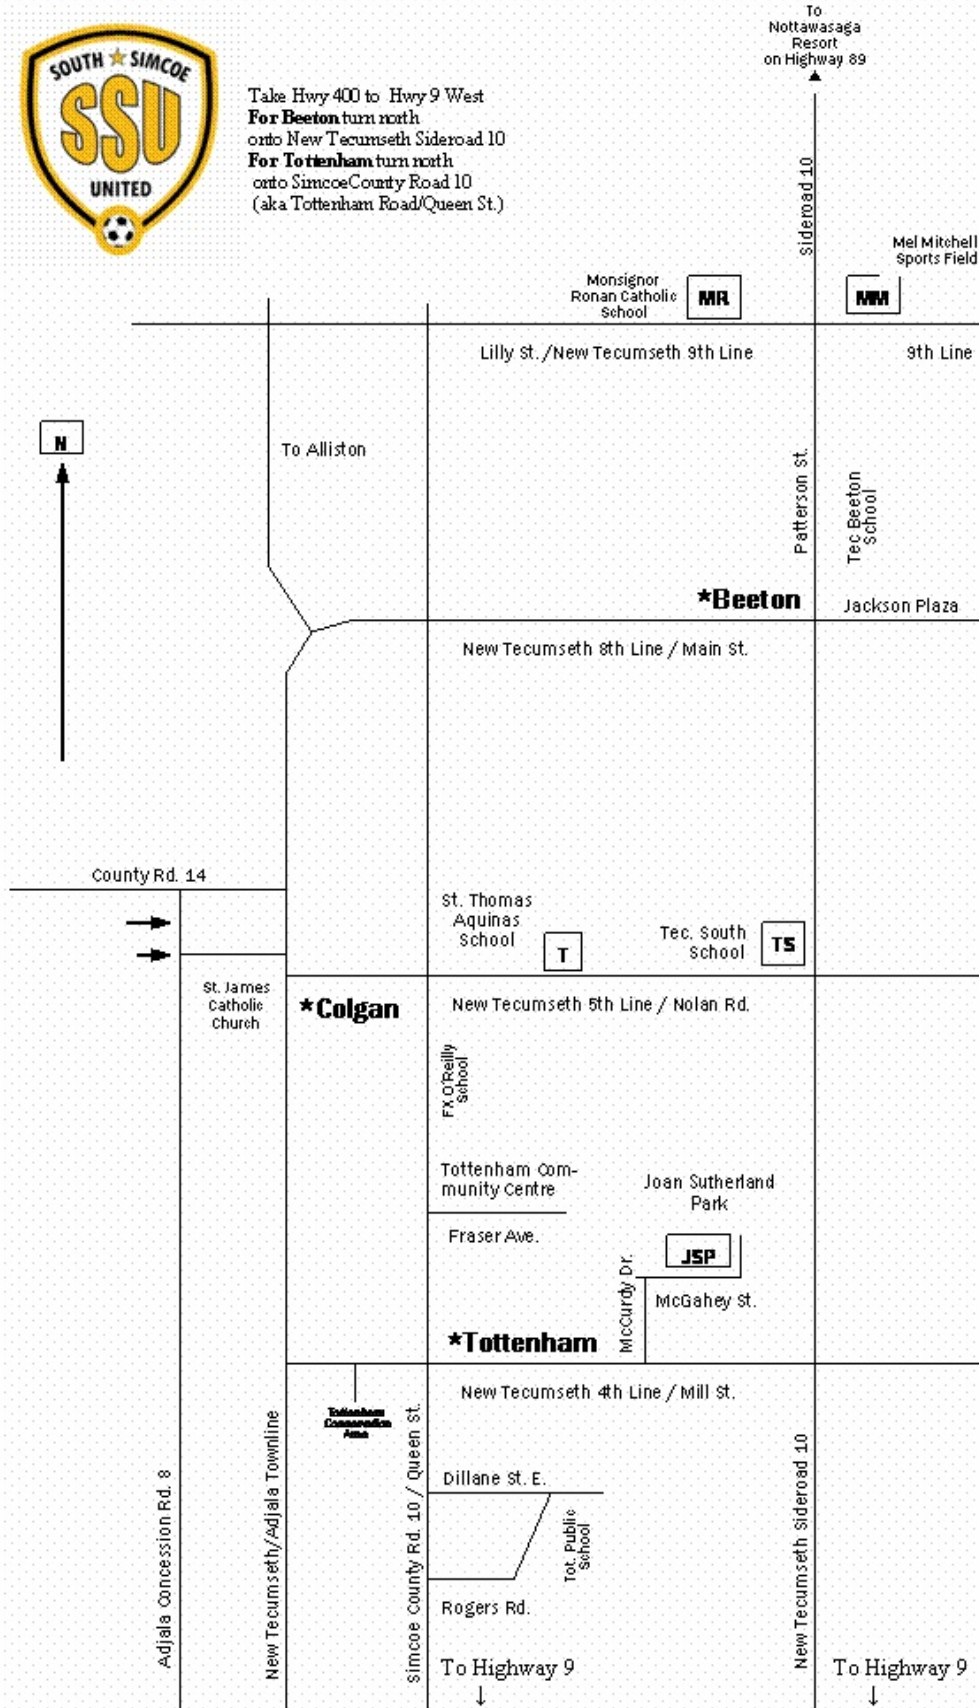 To
Nottawasaga
Resort
on Highway 89
SOUTH SIMCOE
SSU
UNITED
Take Hwy 400 to Hwy 9 West
For Beeton turn north
onto New Tecumseth Sideroad 10
For Tottenham turn north
onto SimcoeCounty Road 10
(aka Tottenham Road/Queen St.)
Sideroad 10
Mel Mitchell
Sports Field
Monsignor
Ronan Catholic
School
MR
MM
Lilly St./New Tecumseth 9th Line
9th Line
N
To Alliston
Patterson St.
Tec Beeton
School
*Beeton
Jackson Plaza
New Tecumseth 8th Line / Main St.
County Rd. 14
St. Thomas
Aquinas
School
T
Tec. South
School
TS
St. James
Catholic
Church
*Colgan
New Tecumseth 5th Line / Nolan Rd.
FX O'Reilly
School
Tottenham Com-
munity Centre
Joan Sutherland
Park
Fraser Ave.
JSP
McCurdy Dr.
McGahey St.
*Tottenham
New Tecumseth 4th Line / Mill St.
Tottenham
Conservation
Area
Dillane St. E.
Tot. Public
School
Rogers Rd.
Adjala Concession Rd. 8
New Tecumseth/Adjala Townline
Simcoe County Rd. 10 / Queen St.
New Tecumseth Sideroad 10
To Highway 9
To Highway 9